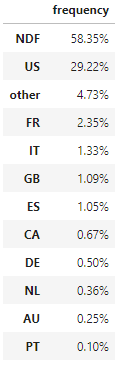 frequency
NDF 58.35%
US 29.22%
other 4.73%
FR 2.35%
IT 1.33%
GB 1.09%
ES 1.05%
CA 0.67%
DE 0.50%
NL 0.36%
AU 0.25%
PT 0.10%